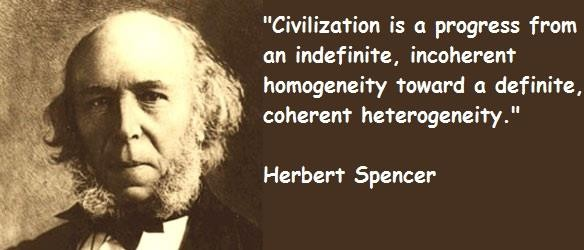 "Civilization is a progress from
an indefinite, incoherent
homogeneity toward a definite,
coherent heterogeneity."
Herbert Spencer